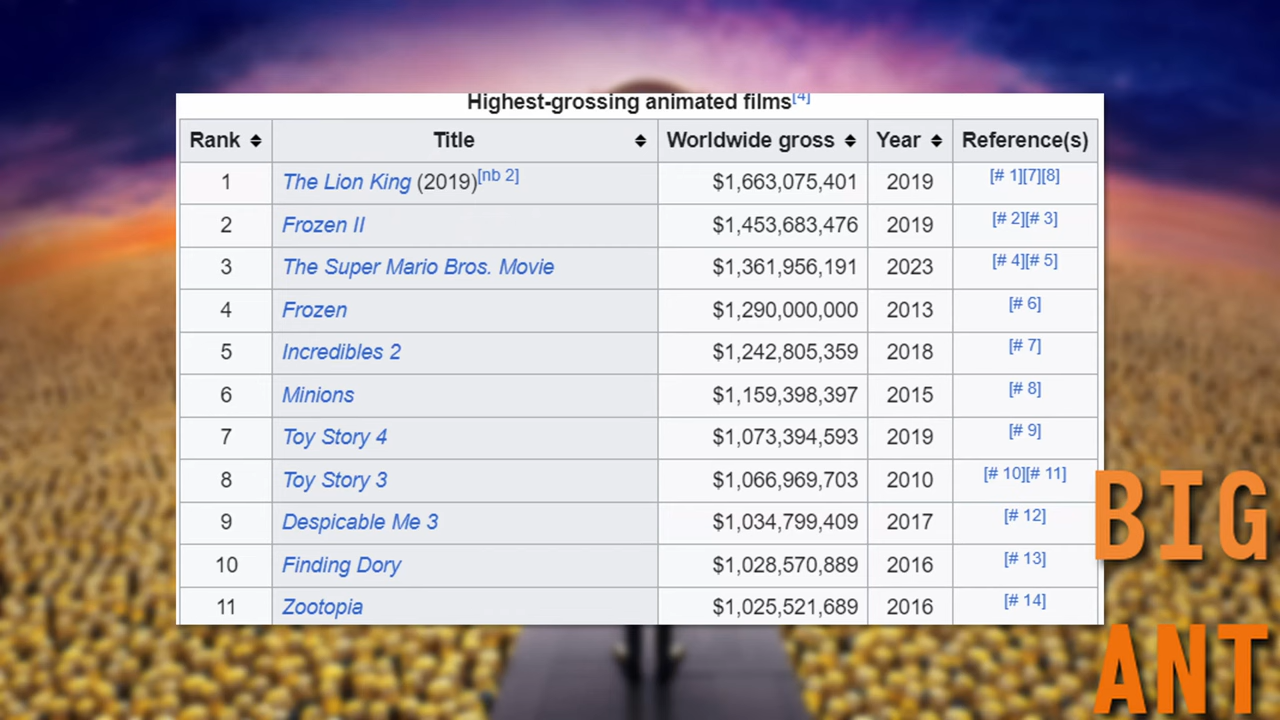 Highest-grossing animated films[4]
Rank Title Worldwide gross Year Reference(s)
1 The Lion King (2019)[nb 2] $1,663,075,401 2019 [# 1][7][8]
2 Frozen II $1,453,683,476 2019 [# 2][# 3]
3 The Super Mario Bros. Movie $1,361,956,191 2023 [# 4][# 5]
4 Frozen $1,290,000,000 2013 [# 6]
5 Incredibles 2 $1,242,805,359 2018 [# 7]
6 Minions $1,159,398,397 2015 [# 8]
7 Toy Story 4 $1,073,394,593 2019 [# 9]
8 Toy Story 3 $1,066,969,703 2010 [# 10][# 11]
9 Despicable Me 3 $1,034,799,409 2017 [# 12]
10 Finding Dory $1,028,570,889 2016 [# 13]
11 Zootopia $1,025,521,689 2016 [# 14]
BIG
ANT